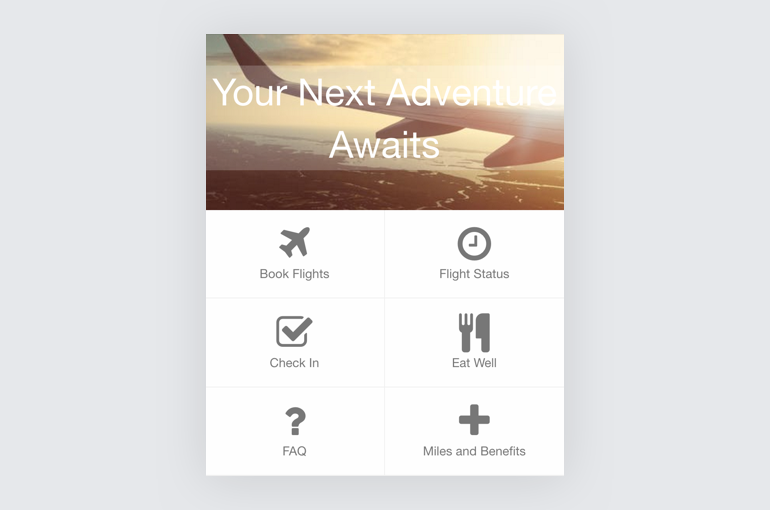 Your Next Adventure
Awaits
Book Flights
Flight Status
Check In
Eat Well
FAQ
Miles and Benefits